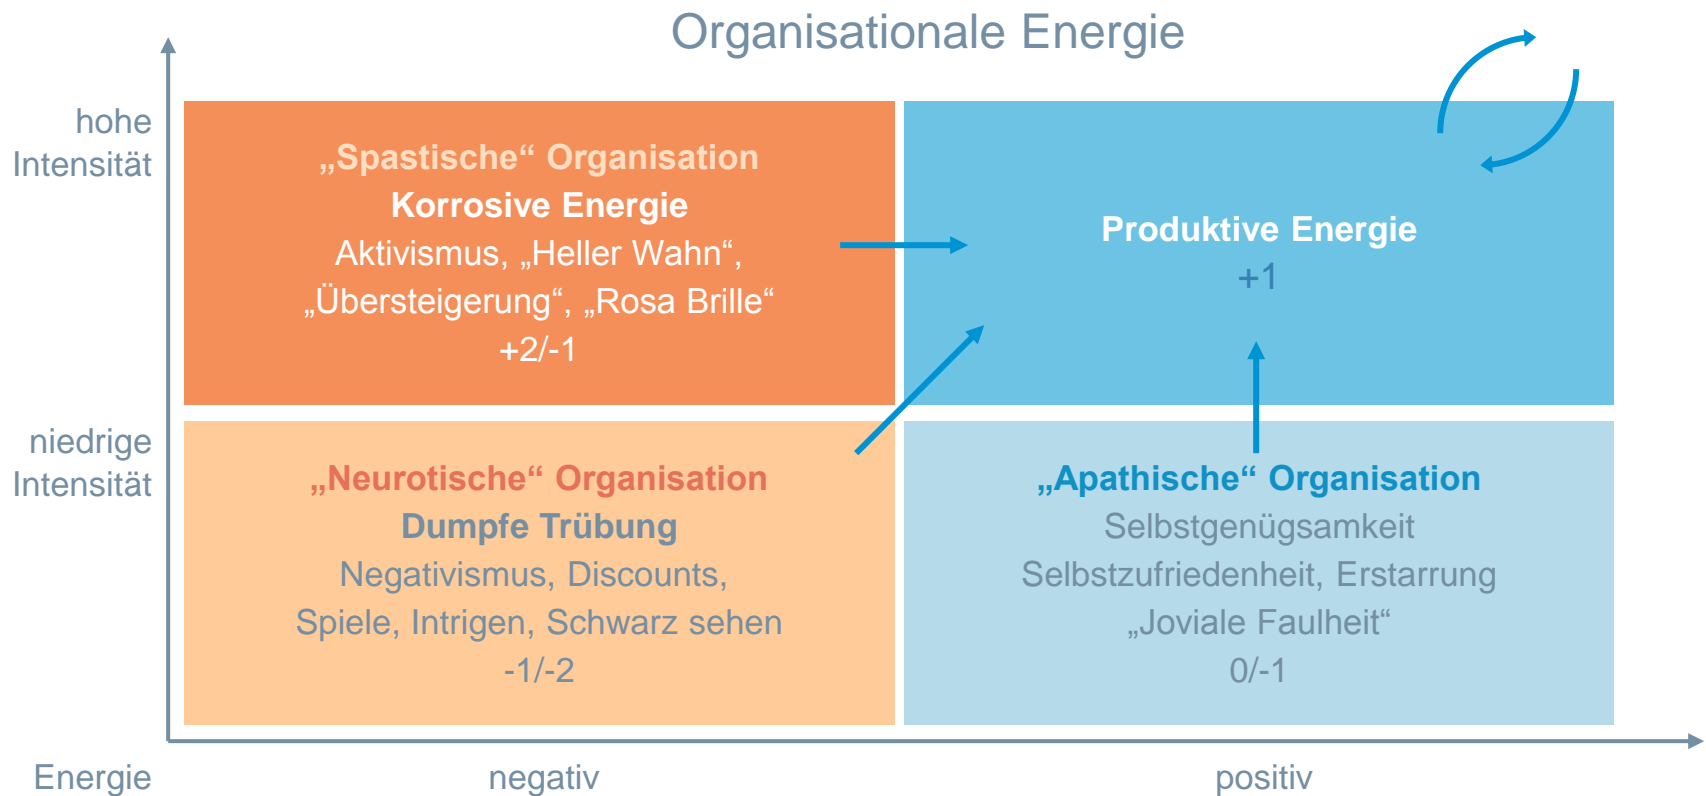 Organisationale Energie
hohe
Intensität
„Spastische“ Organisation
Korrosive Energie
Aktivismus, „Heller Wahn“,
„Übersteigerung“, „Rosa Brille“
+2/-1
Produktive Energie
+1
niedrige
Intensität
„Neurotische“ Organisation
Dumpfe Trübung
Negativismus, Discounts,
Spiele, Intrigen, Schwarz sehen
-1/-2
„Apathische“ Organisation
Selbstgenügsamkeit
Selbstzufriedenheit, Erstarrung
„Joviale Faulheit“
0/-1
Energie
negativ
positiv